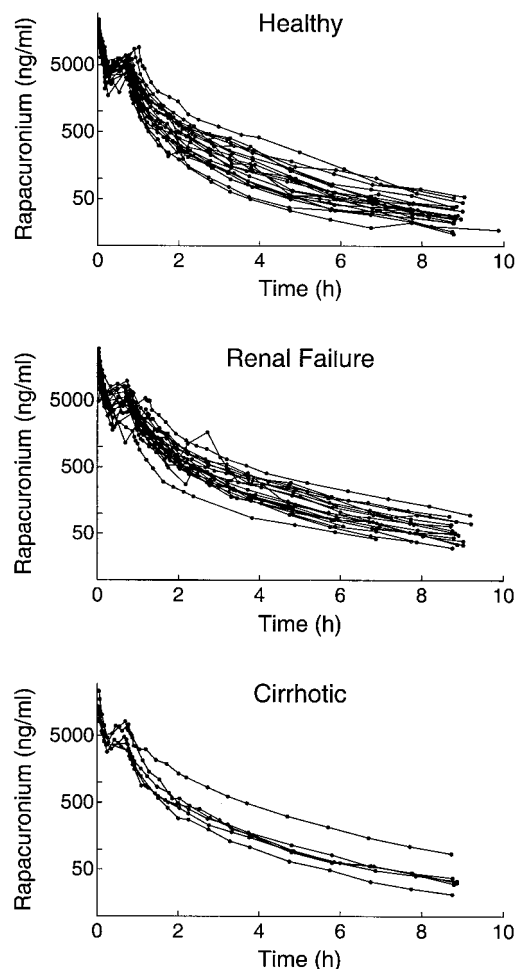 Healthy
Rapacuronium (ng/ml)
5000
500
50
0 2 4 6 8 10
Time (h)
Renal Failure
Rapacuronium (ng/ml)
5000
500
50
0 2 4 6 8 10
Time (h)
Cirrhotic
Rapacuronium (ng/ml)
5000
500
50
0 2 4 6 8 10
Time (h)